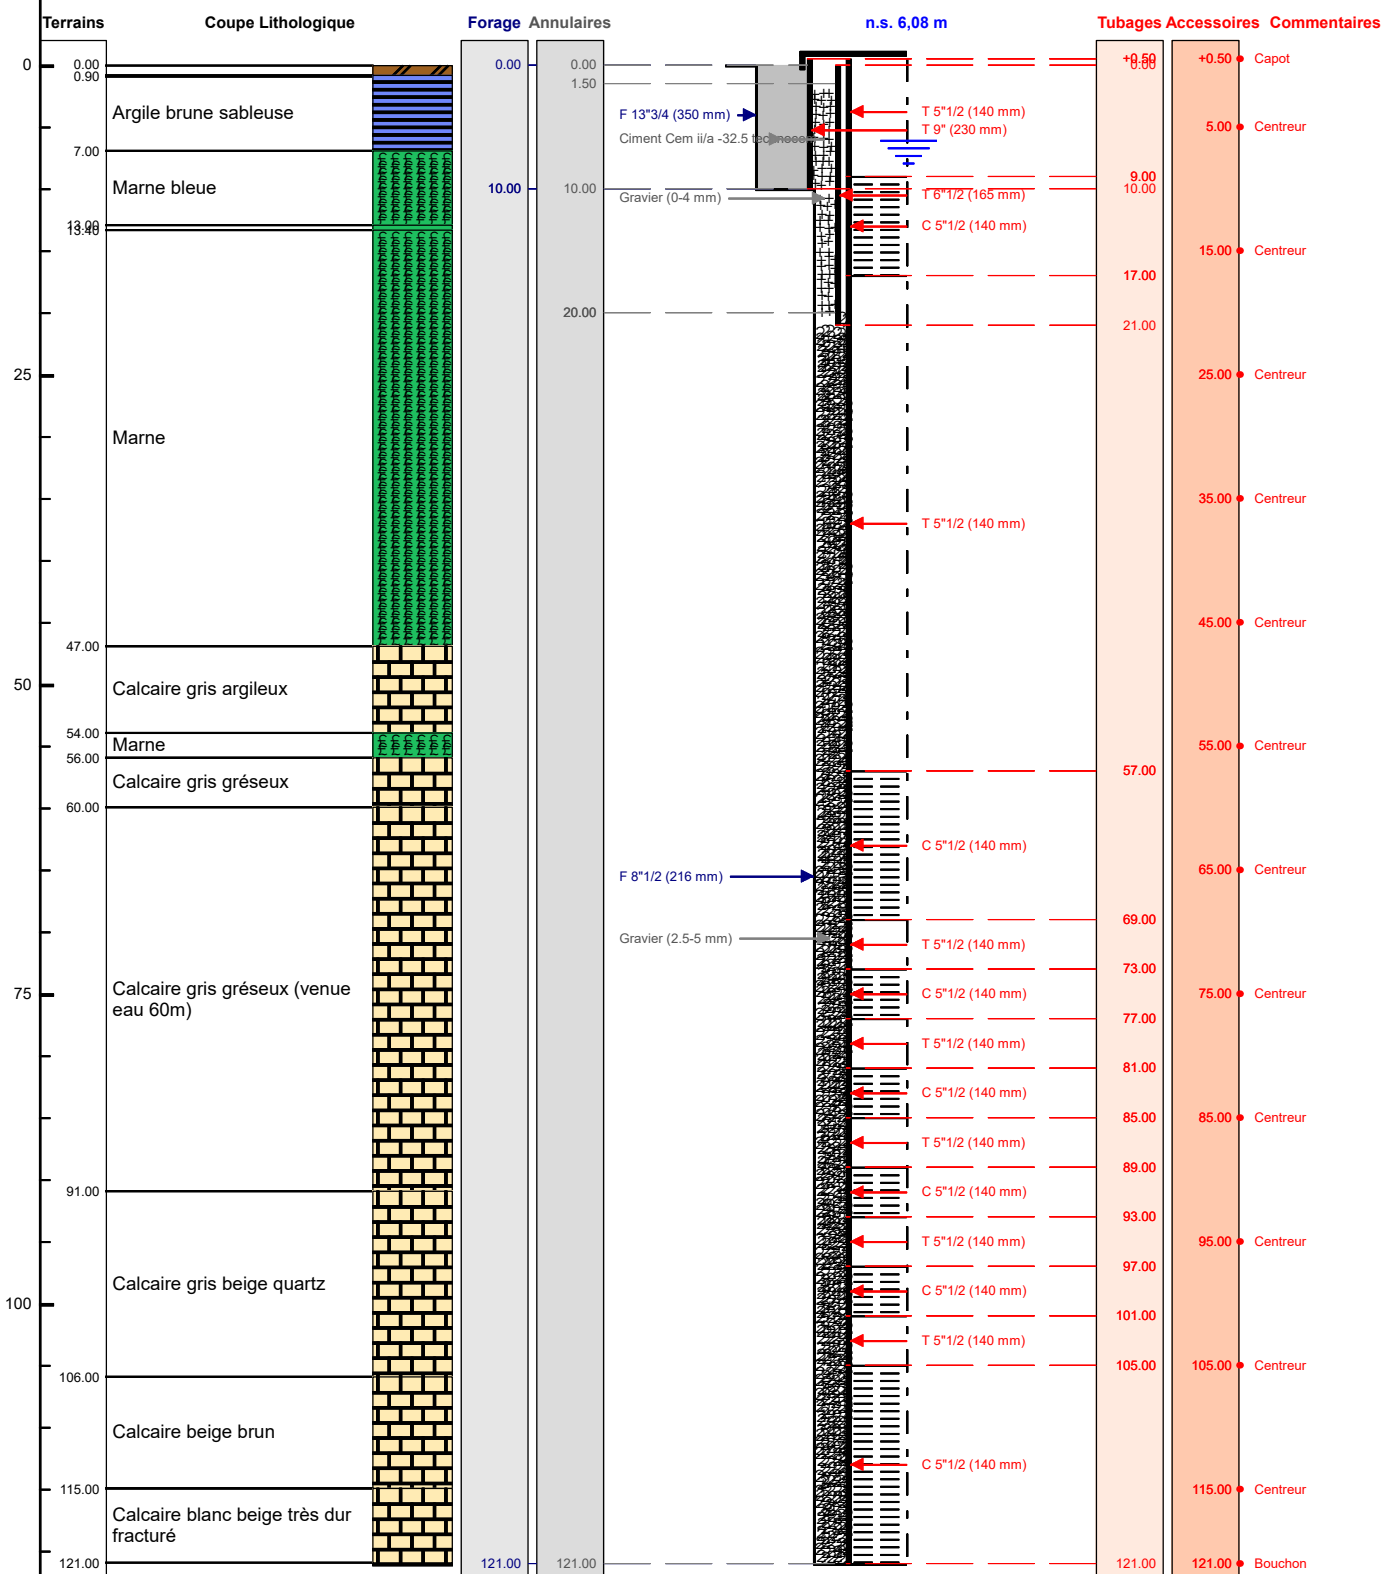 Terrains Coupe Lithologique Forage Annulaires n.s. 6,08 m Tubages Accessoires Commentaires
0 0.00 0.00 0.00 +0.50 +0.50 Capot
0.00
0.90
1.50
Argile brune sableuse F 13"3/4 (350 mm) T 5"1/2 (140 mm)
5.00 Centreur
T 9" (230 mm)
Ciment Cem ii/a -32.5
7.00
9.00
Marne bleue 10.00 10.00 10.00
Gravier (0-4 mm) T 6"1/2 (165 mm)
13.00
13.40
C 5"1/2 (140 mm)
15.00 Centreur
17.00
20.00
21.00
25 25.00 Centreur
Marne
35.00 Centreur
T 5"1/2 (140 mm)
45.00 Centreur
47.00
50 Calcaire gris argileux
54.00
Marne 55.00 Centreur
56.00
57.00
Calcaire gris gréseux
60.00
C 5"1/2 (140 mm)
F 8"1/2 (216 mm) 65.00 Centreur
69.00
Gravier (2.5-5 mm) T 5"1/2 (140 mm)
73.00
75 Calcaire gris gréseux (venue C 5"1/2 (140 mm) 75.00 Centreur
eau 60m)
77.00
T 5"1/2 (140 mm)
81.00
C 5"1/2 (140 mm)
85.00 85.00 Centreur
T 5"1/2 (140 mm)
89.00
91.00 C 5"1/2 (140 mm)
93.00
T 5"1/2 (140 mm) 95.00 Centreur
97.00
Calcaire gris beige quartz C 5"1/2 (140 mm)
100
101.00
T 5"1/2 (140 mm)
105.00 105.00 Centreur
106.00
Calcaire beige brun
C 5"1/2 (140 mm)
115.00 115.00 Centreur
Calcaire blanc beige très dur
fracturé
121.00 121.00 121.00 121.00 121.00 Bouchon